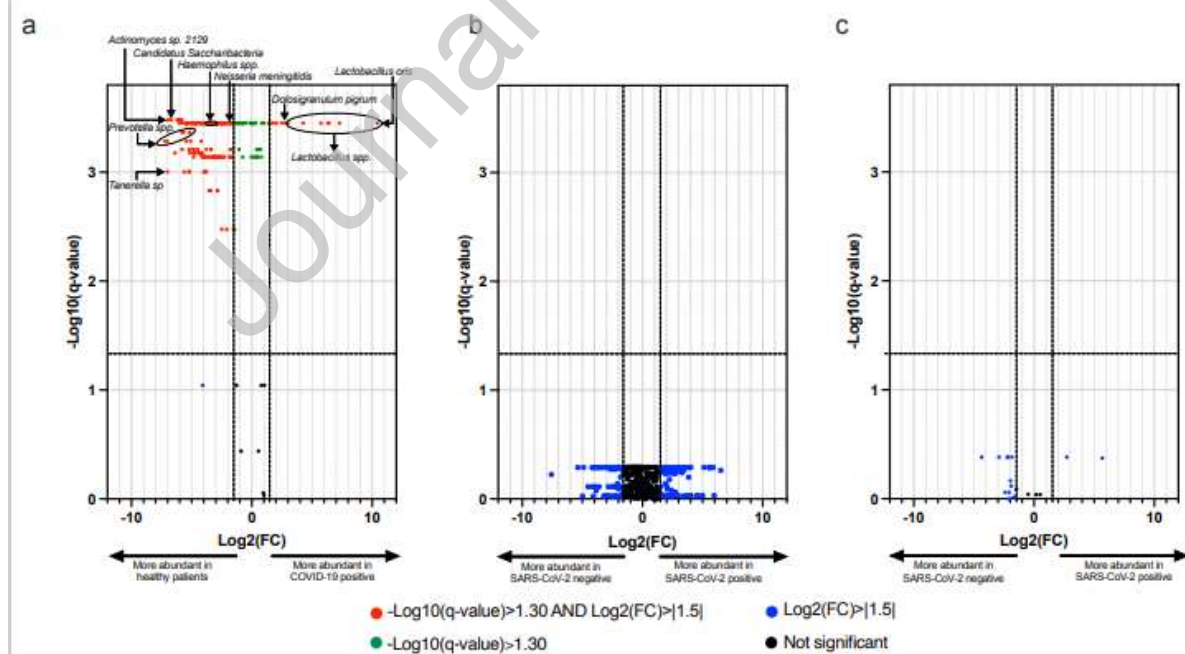 a
b
c
Journal
Actinomyces sp. 2129
Candidatus Saccharibacteria
Haemophilus spp.
Neisseria meningitidis
Lactobacillus oris
Dolosigranulum pigrum
Prevotella spp.
Lactobacillus spp.
Tanerella sp
-Log10(q-value)
3
2
1
0
-10
0
10
Log2(FC)
More abundant in
healthy patients
More abundant in
COVID-19 positive
-Log10(q-value)
3
2
1
0
-10
0
10
Log2(FC)
More abundant in
SARS-CoV-2 negative
More abundant in
SARS-CoV-2 positive
-Log10(q-value)
3
2
1
0
-10
0
10
Log2(FC)
More abundant in
SARS-CoV-2 negative
More abundant in
SARS-CoV-2 positive
-Log10(q-value)>1.30 AND Log2(FC)>|1.5|
Log2(FC)>|1.5|
-Log10(q-value)>1.30
Not significant